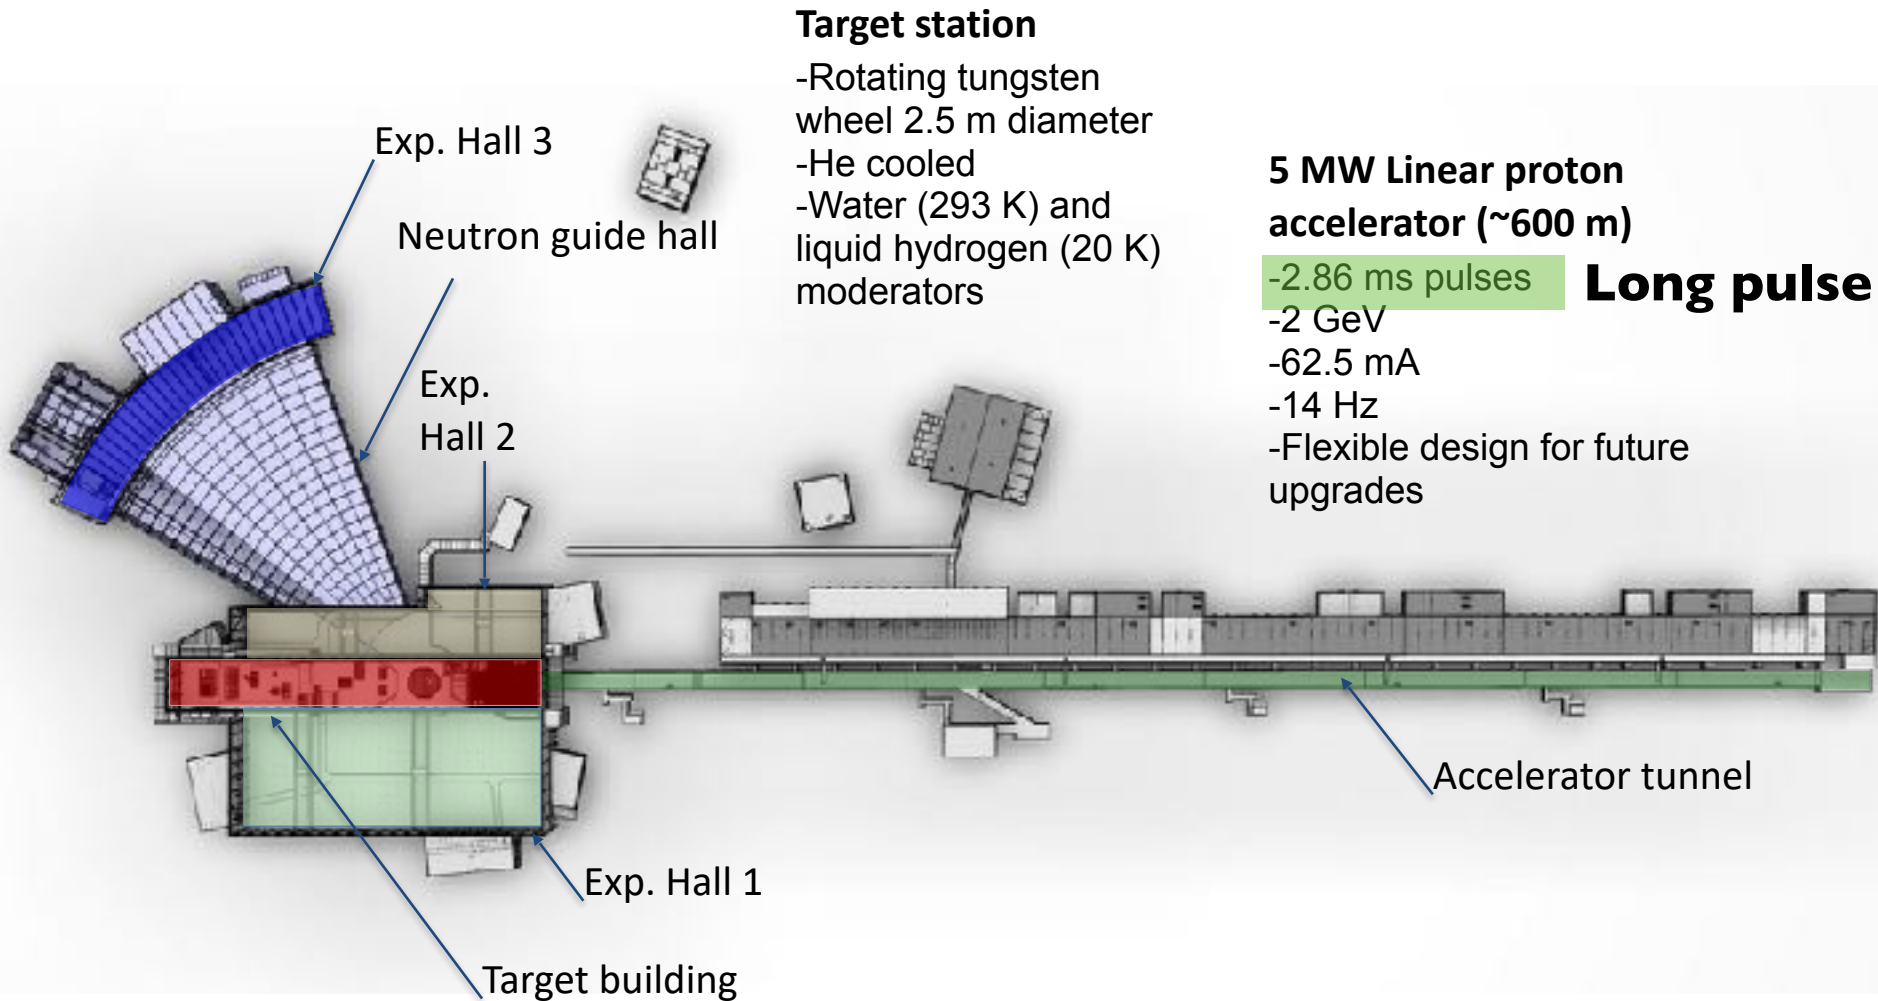 Target station
-Rotating tungsten
wheel 2.5 m diameter
-He cooled
-Water (293 K) and
liquid hydrogen (20 K)
moderators
5 MW Linear proton
accelerator (~600 m)
-2.86 ms pulses
Long pulse
-2 GeV
-62.5 mA
-14 Hz
-Flexible design for future
upgrades
Exp. Hall 3
Neutron guide hall
Exp.
Hall 2
Accelerator tunnel
Exp. Hall 1
Target building